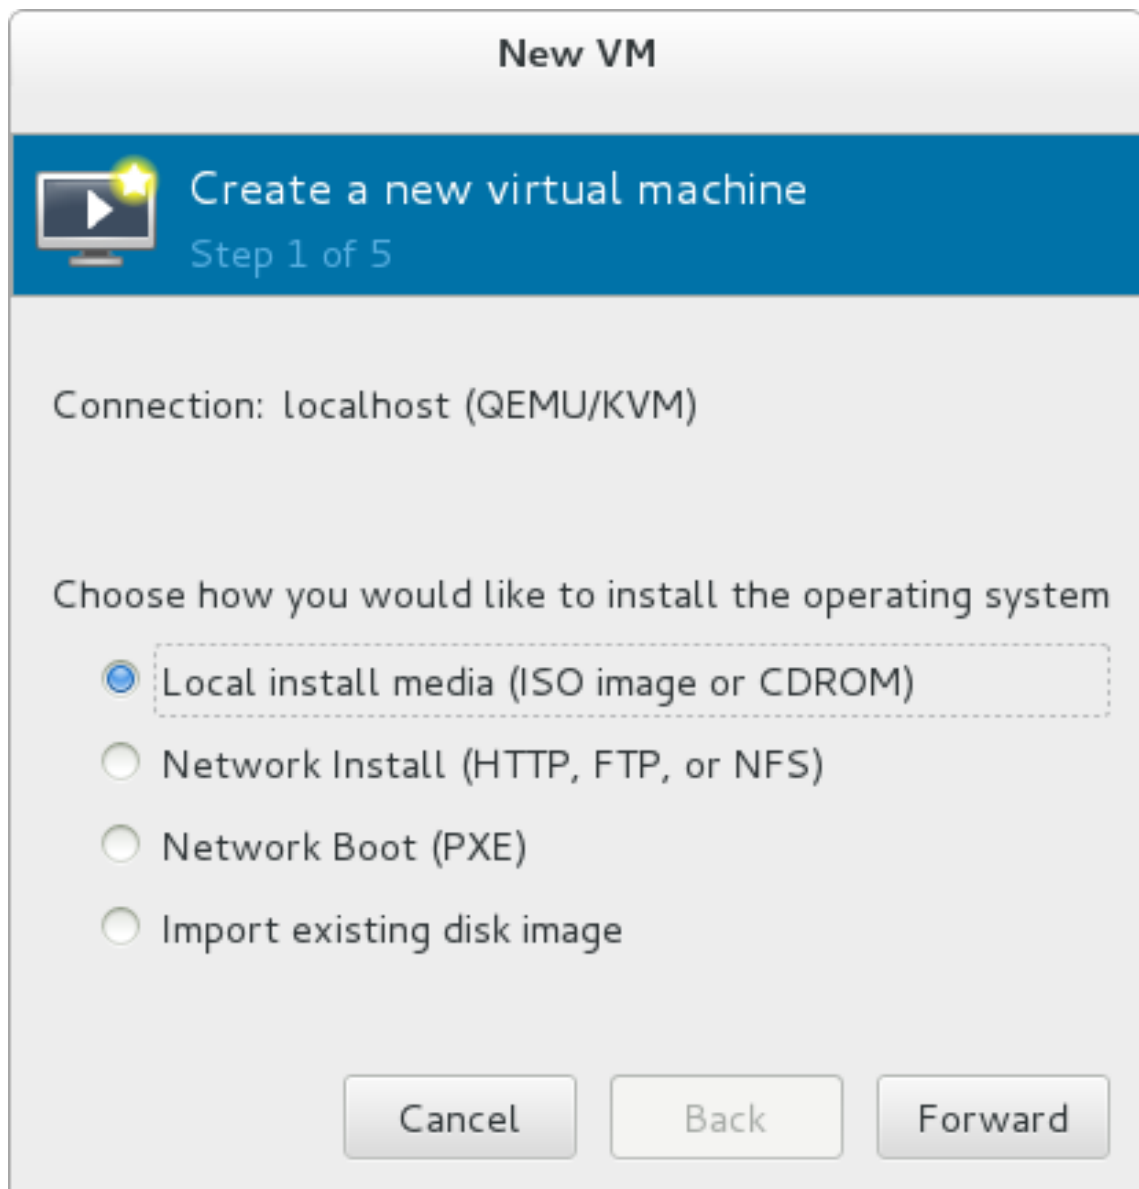 New VM
Create a new virtual machine
Step 1 of 5
Connection: localhost (QEMU/KVM)
Choose how you would like to install the operating system
Local install media (ISO image or CDROM)
Network Install (HTTP, FTP, or NFS)
Network Boot (PXE)
Import existing disk image
Cancel Back Forward